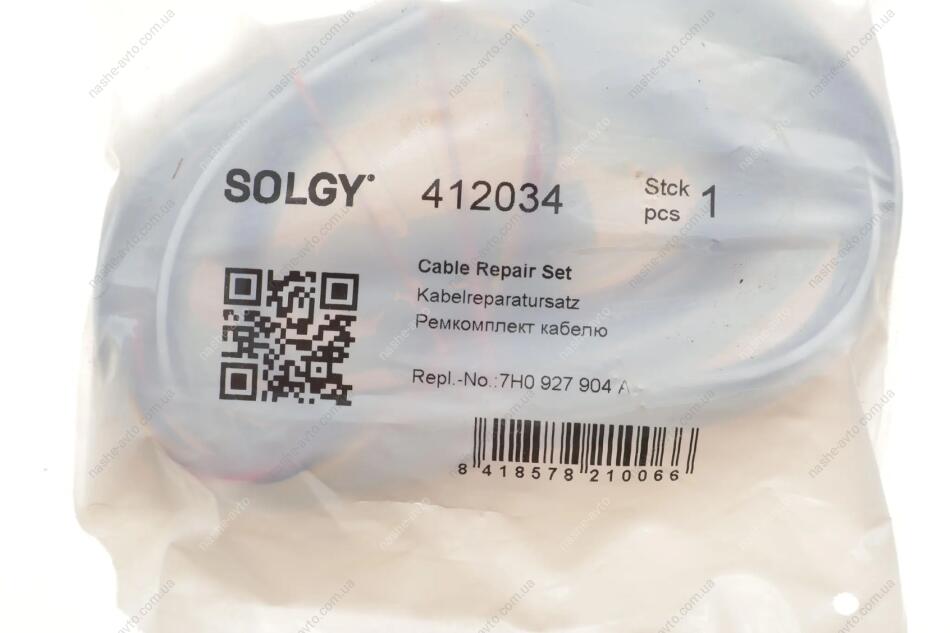 SOLGY® 412034 Stck pcs 1
Cable Repair Set
Kabelreparatursatz
Ремкомплект кабелю
Repl.-No.:7H0 927 904 A
8 418578 210066
nashe-avto.com.ua